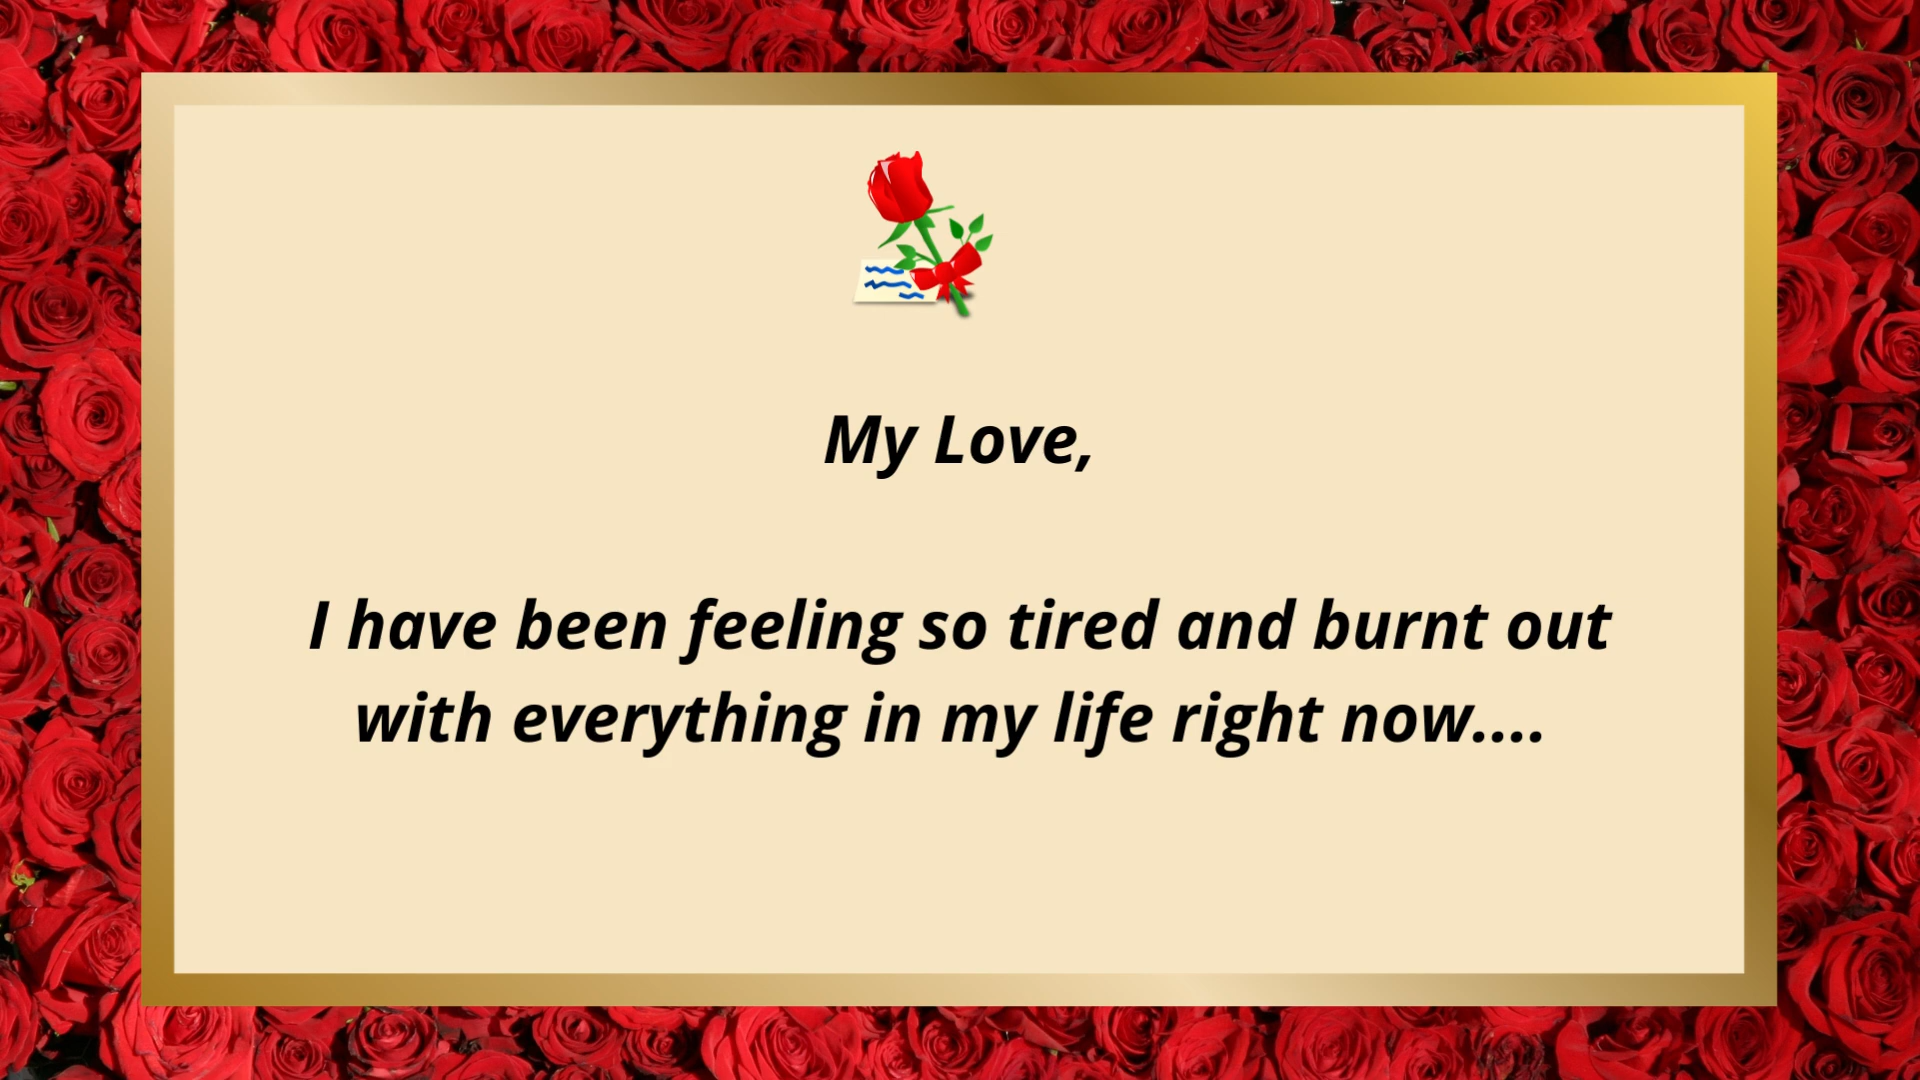 My Love,
I have been feeling so tired and burnt out
with everything in my life right now....